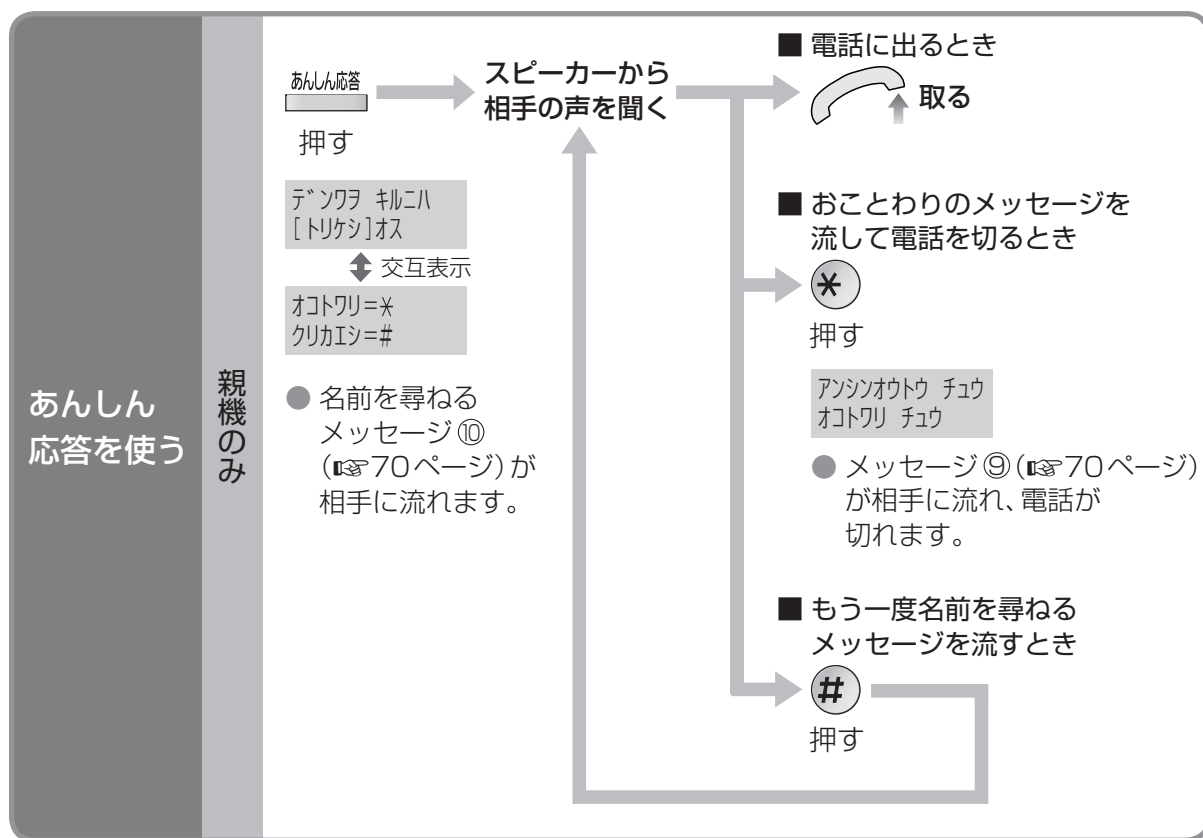 あんしん
応答を使う
親機のみ
あんしん応答
押す
デンワヲ キルニハ
[トリケシ]オス
交互表示
オコトワリ=*
クリカエシ=#
● 名前を尋ねる
メッセージ⑩
(☞70ページ)が
相手に流れます。
スピーカーから
相手の声を聞く
■ 電話に出るとき
取る
■ おことわりのメッセージを
流して電話を切るとき
*
押す
アンシンオウトウ チュウ
オコトワリ チュウ
● メッセージ⑨(☞70ページ)
が相手に流れ、電話が
切れます。
■ もう一度名前を尋ねる
メッセージを流すとき
#
押す